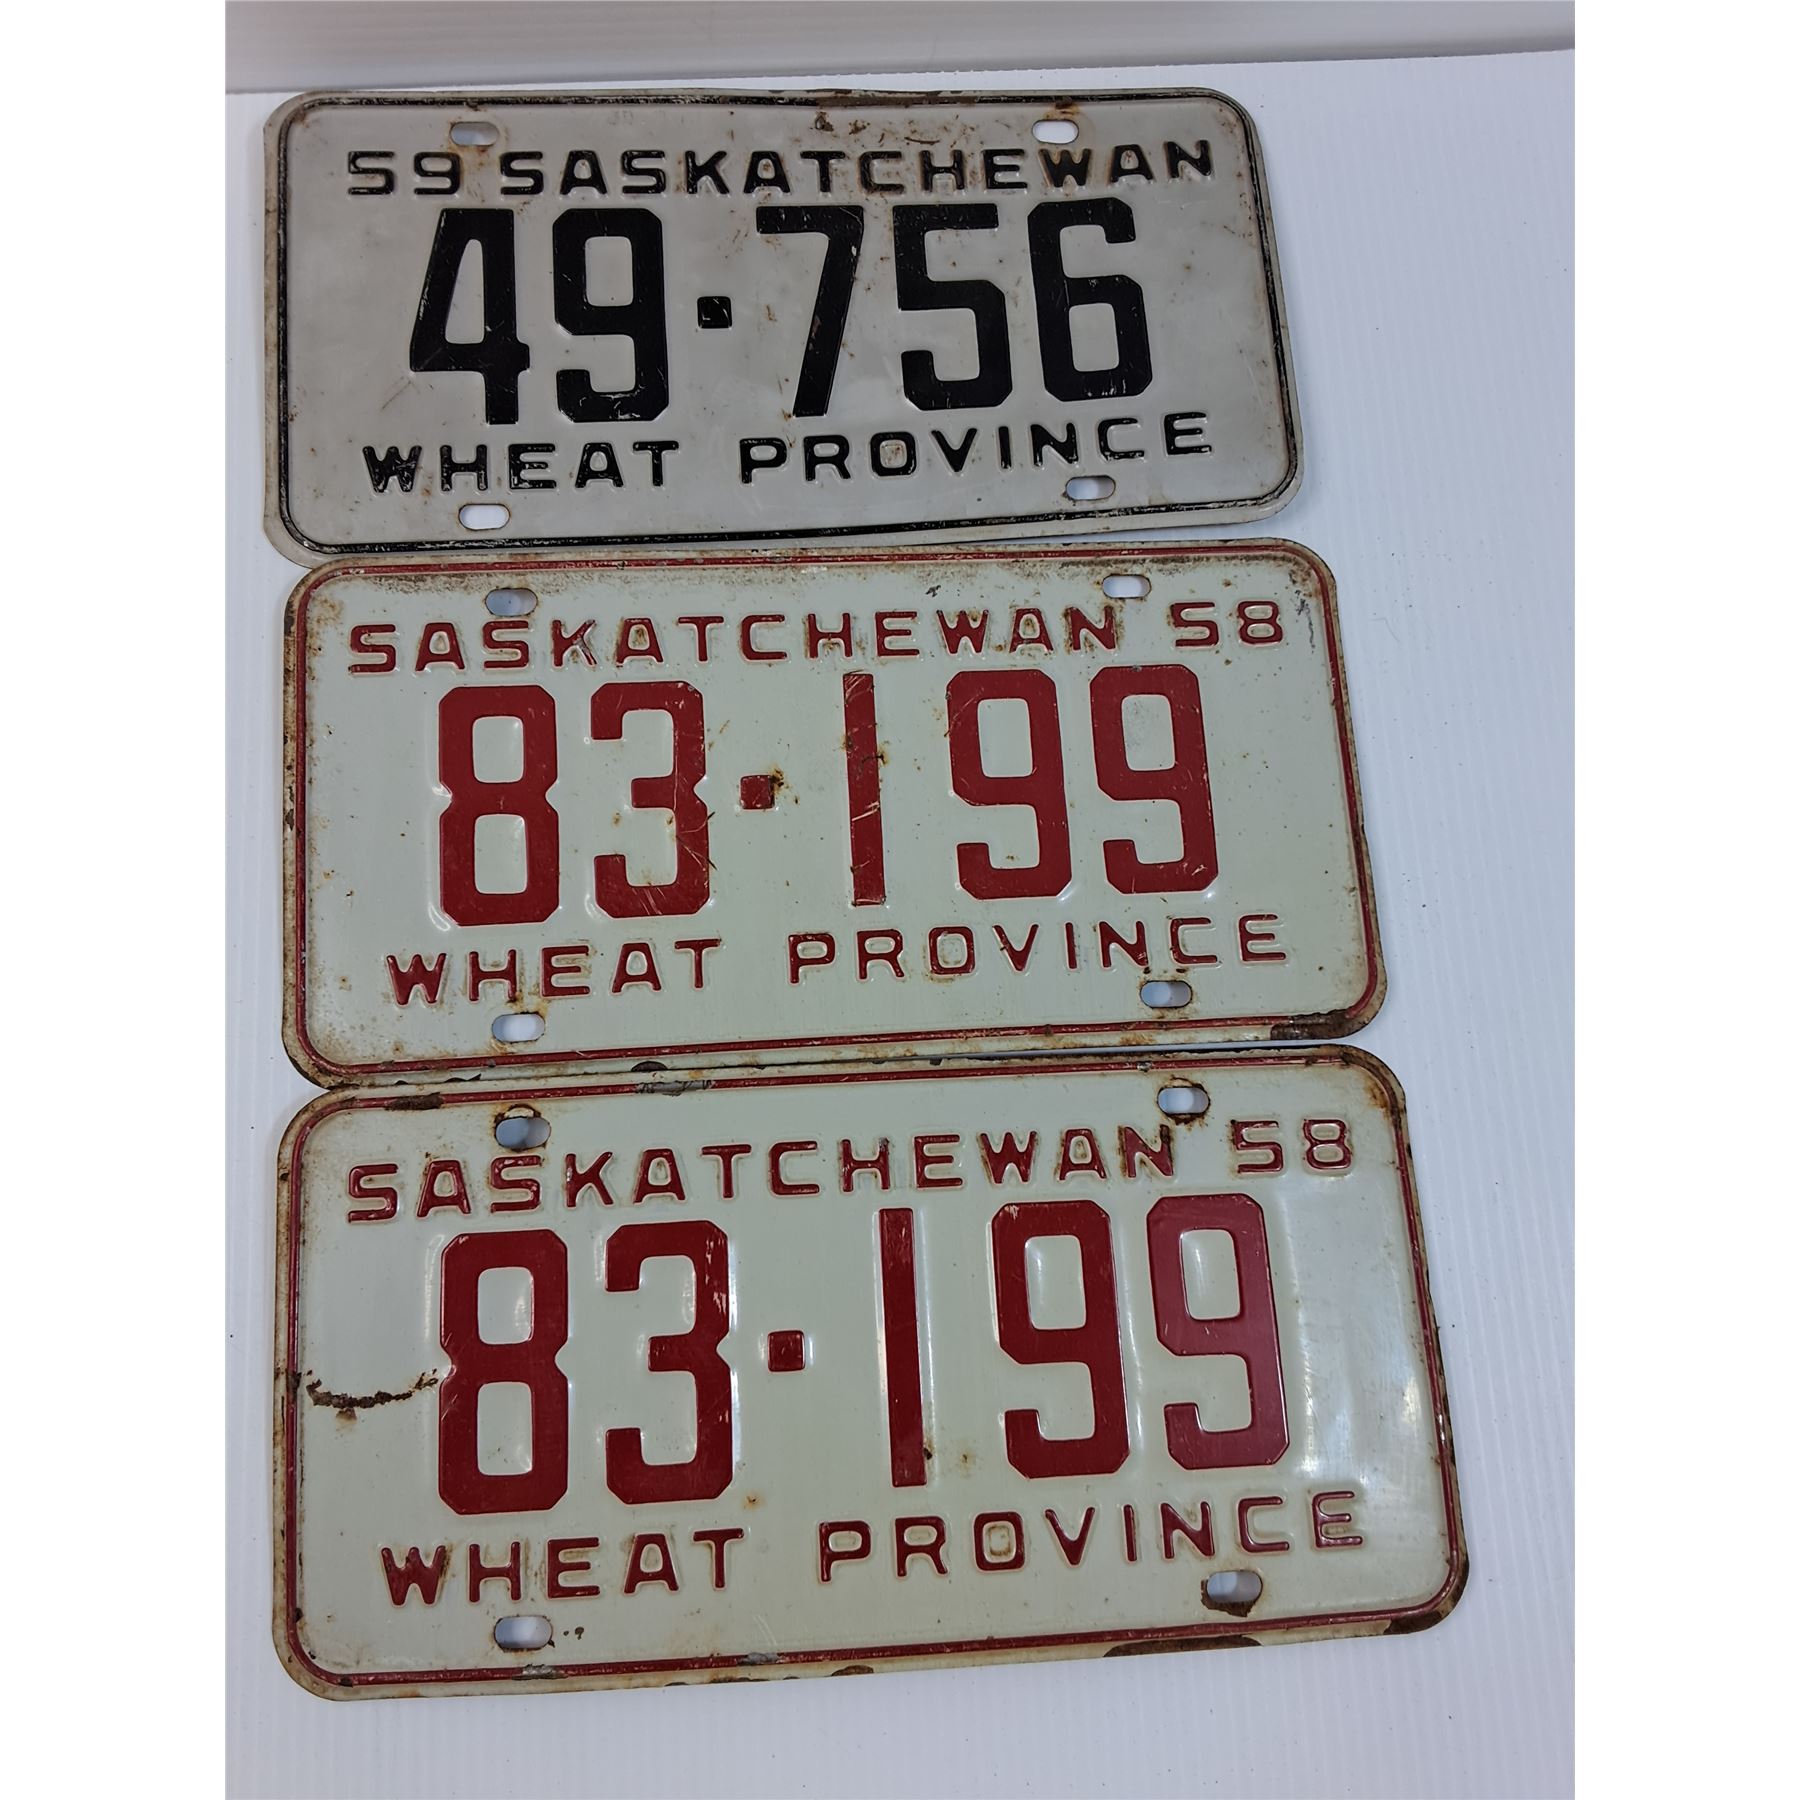 59 SASKATCHEWAN
49·756
WHEAT PROVINCE
SASKATCHEWAN 58
83·199
WHEAT PROVINCE
SASKATCHEWAN 58
83·199
WHEAT PROVINCE